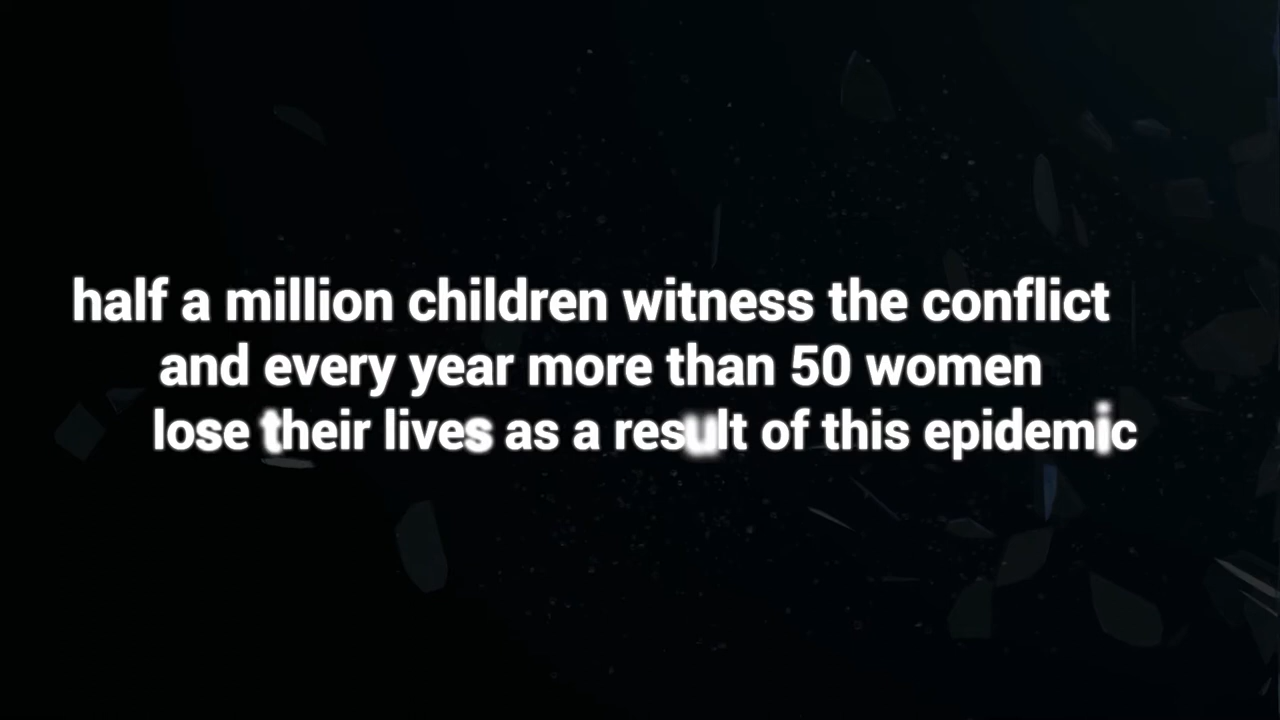 half a million children witness the conflict
and every year more than 50 women
lose their lives as a result of this epidemic